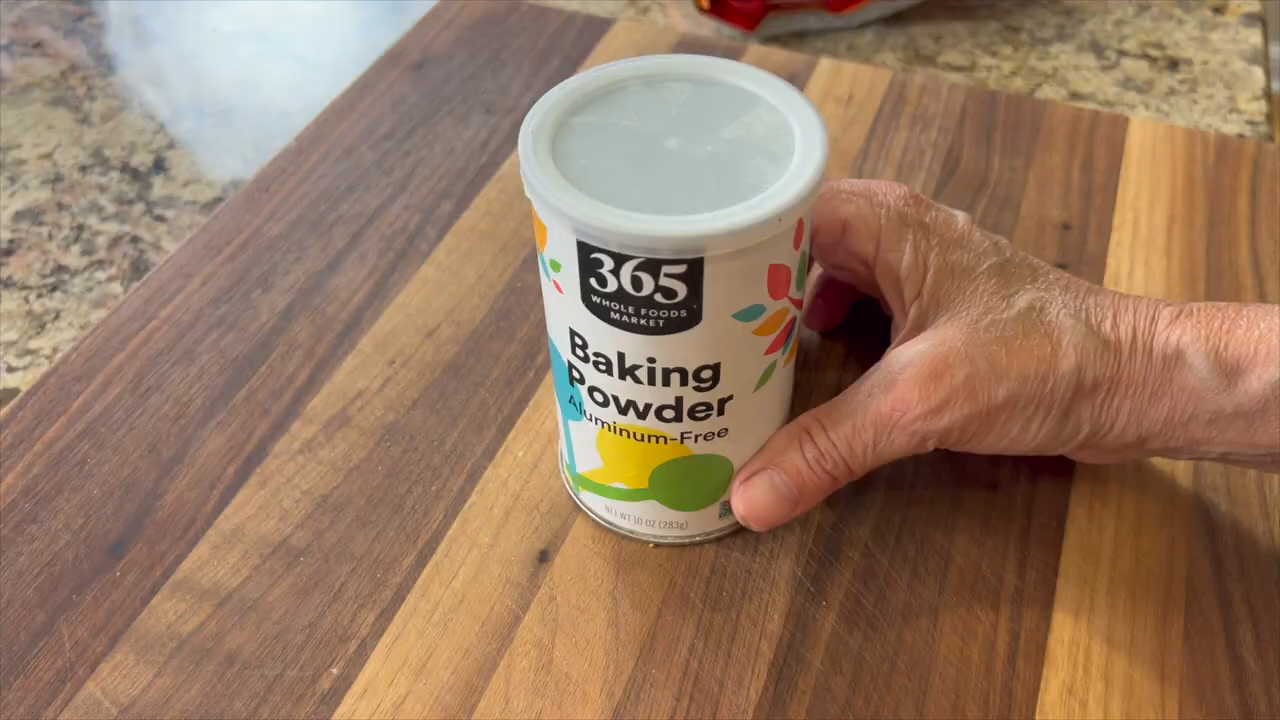 365
WHOLE FOODS
MARKET
Baking
Powder
Aluminum-Free
NET WT 10 OZ (283g)